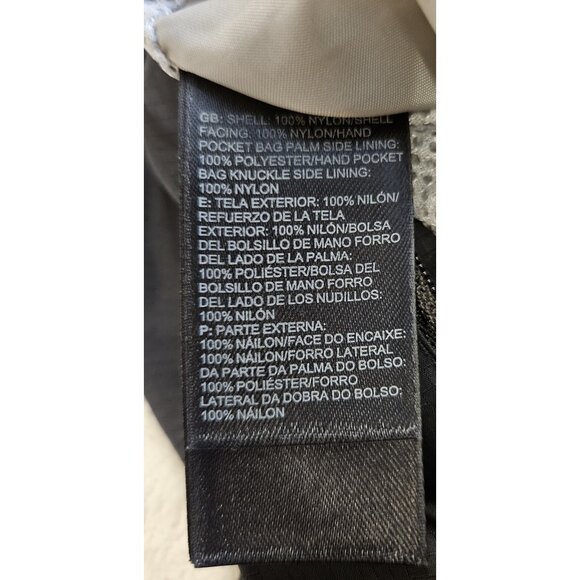 GB: SHELL: 100% NYLON/SHELL
FACING: 100% NYLON/HAND
POCKET BAG PALM SIDE LINING:
100% POLYESTER/HAND POCKET
BAG KNUCKLE SIDE LINING:
100% NYLON
E: TELA EXTERIOR: 100% NILÓN/
REFUERZO DE LA TELA
EXTERIOR: 100% NILÓN/BOLSA
DEL BOLSILLO DE MANO FORRO
DEL LADO DE LA PALMA:
100% POLIÉSTER/BOLSA DEL
BOLSILLO DE MANO FORRO
DEL LADO DE LOS NUDILLOS:
100% NILÓN
P: PARTE EXTERNA:
100% NÁILON/FACE DO ENCAIXE:
100% NÁILON/FORRO LATERAL
DA PARTE DA PALMA DO BOLSO:
100% POLIÉSTER/FORRO
LATERAL DA DOBRA DO BOLSO:
100% NÁILON